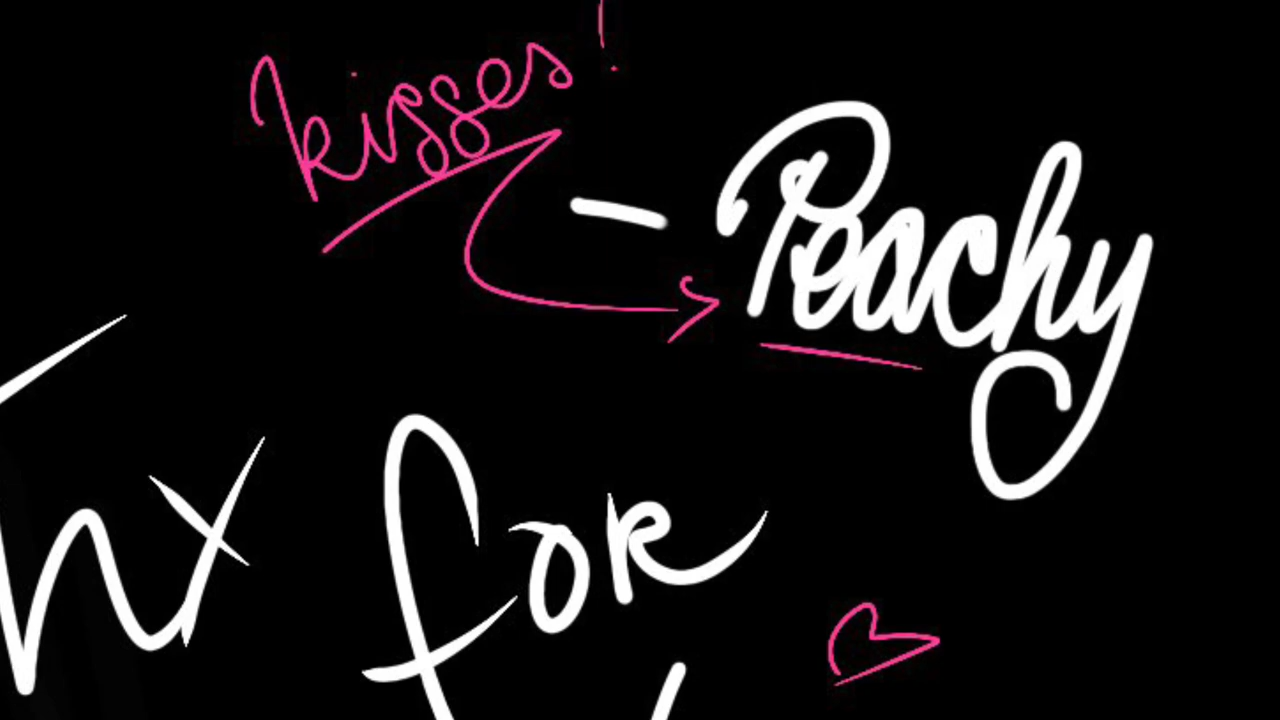 kisses!
- Peachy
Thx for